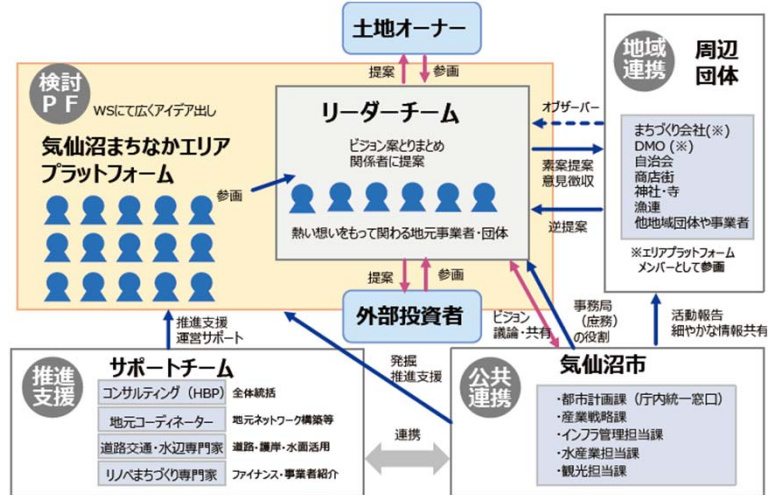 土地オーナー
提案
参画
検討
ＰＦ
WSにて広くアイデア出し
気仙沼まちなかエリア
プラットフォーム
参画
リーダーチーム
ビジョン案とりまとめ
関係者に提案
熱い想いをもって関わる地元事業者・団体
提案
参画
外部投資者
オブザーバー
素案提案
意見徴収
逆提案
地域
連携
周辺
団体
まちづくり会社(※)
DMO（※）
自治会
商店街
神社・寺
漁連
他地域団体や事業者
※エリアプラットフォーム
メンバーとして参画
推進支援
運営サポート
発掘
推進支援
ビジョン
議論・共有
事務局
（庶務）
の役割
活動報告
細やかな情報共有
推進
支援
サポートチーム
コンサルティング（HBP）
全体統括
地元コーディネーター
地元ネットワーク構築等
道路交通・水辺専門家
道路・護岸・水面活用
リノベまちづくり専門家
ファイナンス・事業者紹介
連携
公共
連携
気仙沼市
・都市計画課（庁内統一窓口）
・産業戦略課
・インフラ管理担当課
・水産業担当課
・観光担当課